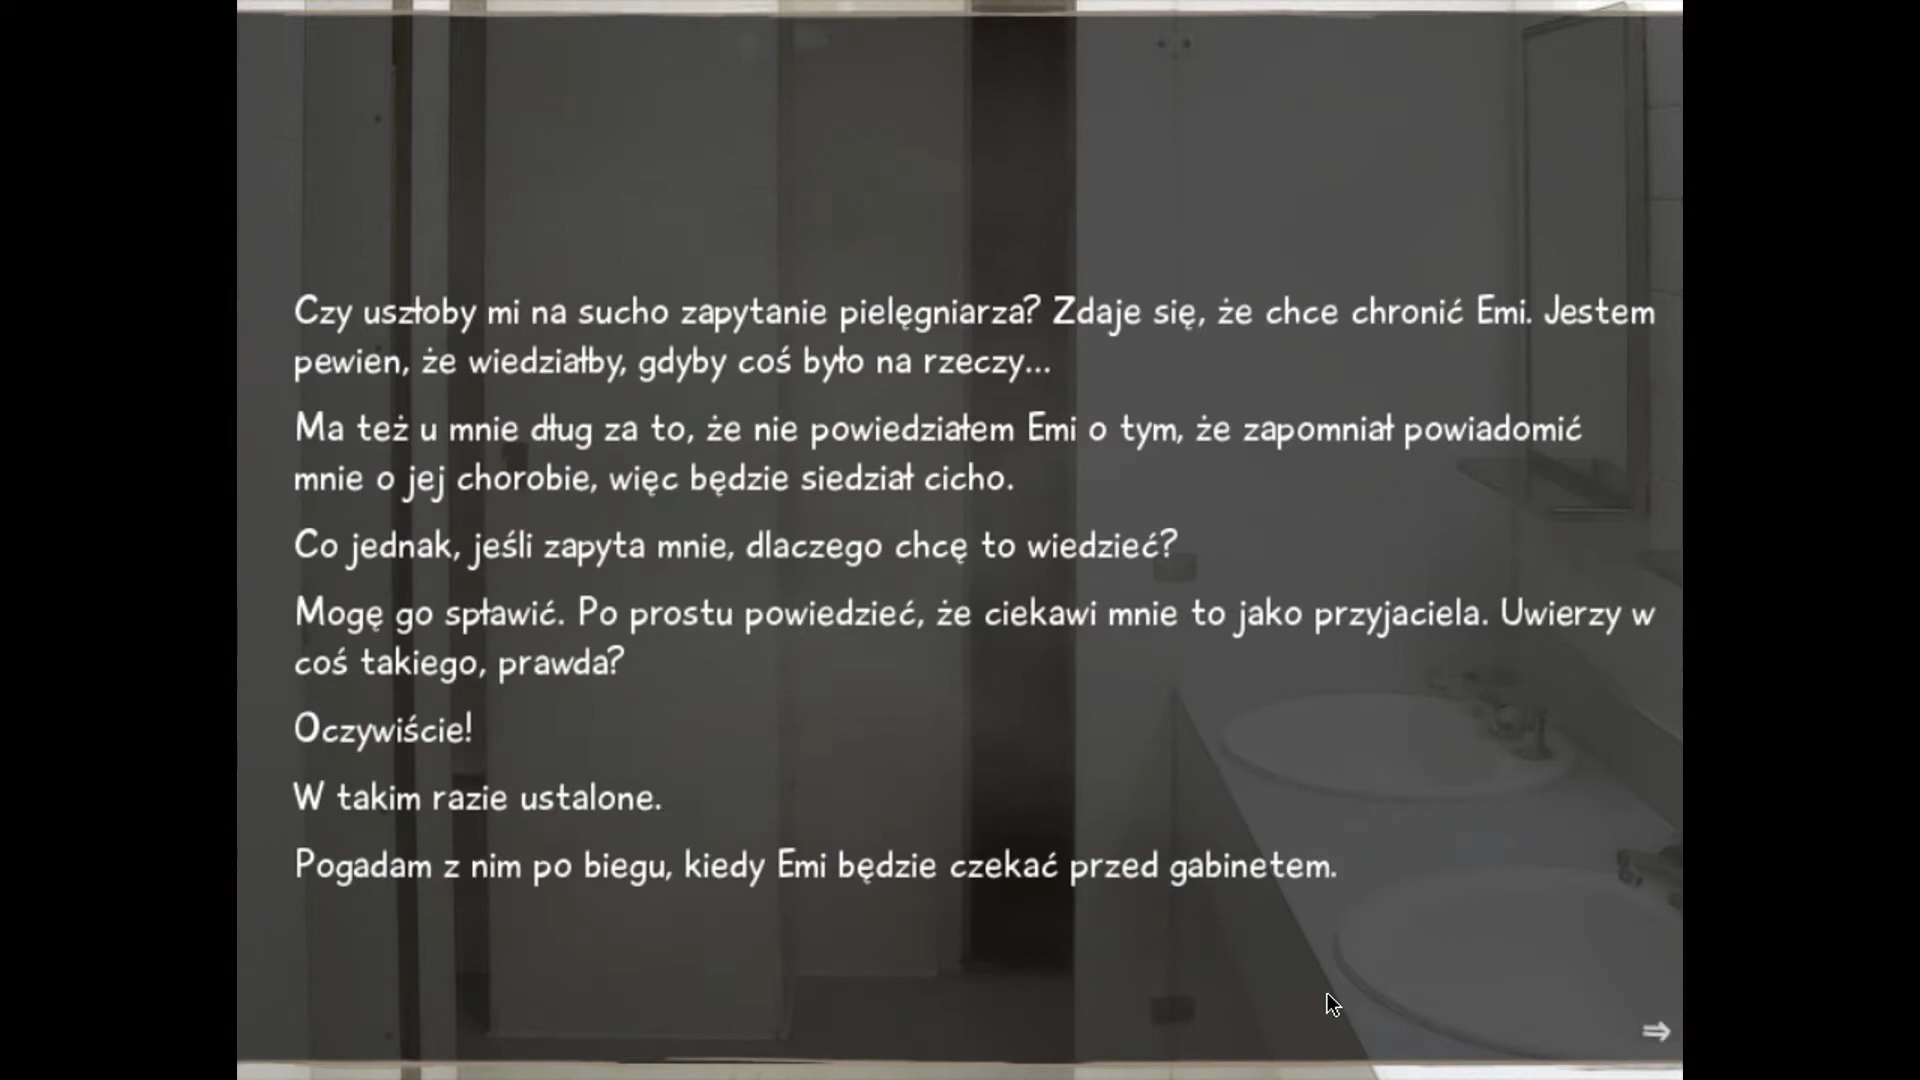 Czy uszłoby mi na sucho zapytanie pielęgniarza? Zdaje się, że chce chronić Emi. Jestem
pewien, że wiedziałby, gdyby coś było na rzeczy...
Ma też u mnie dług za to, że nie powiedziałem Emi o tym, że zapomniał powiadomić
mnie o jej chorobie, więc będzie siedział cicho.
Co jednak, jeśli zapyta mnie, dlaczego chcę to wiedzieć?
Mogę go spławić. Po prostu powiedzieć, że ciekawi mnie to jako przyjaciela. Uwierzy w
coś takiego, prawda?
Oczywiście!
W takim razie ustalone.
Pogadam z nim po biegu, kiedy Emi będzie czekać przed gabinetem.